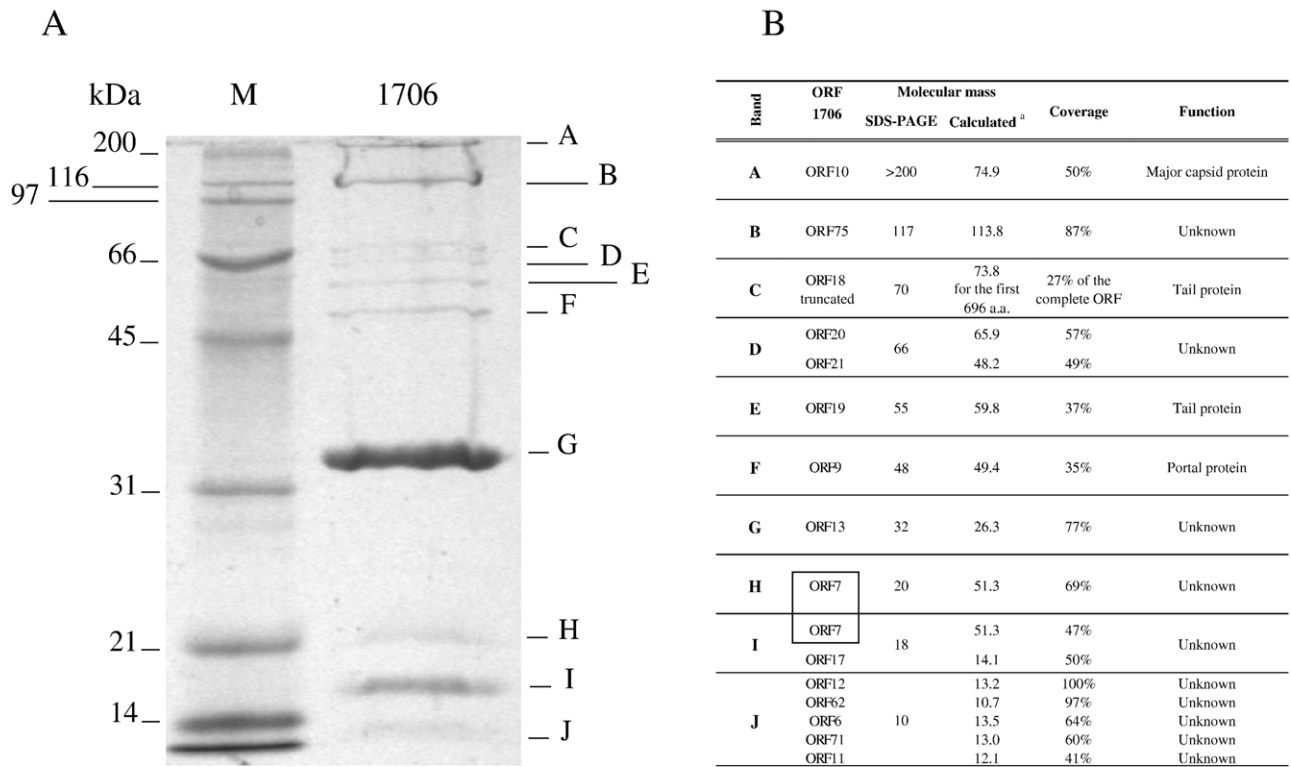 A
B
kDa M 1706
200
116
97
66
45
31
21
14
A
B
C
D
E
F
G
H
I
J
Band ORF 1706 Molecular mass SDS-PAGE Calculated a Coverage Function
A ORF10 >200 74.9 50% Major capsid protein
B ORF75 117 113.8 87% Unknown
C ORF18 truncated 70 73.8 for the first 696 a.a. 27% of the complete ORF Tail protein
D ORF20 66 65.9 57% Unknown
ORF21 48.2 49%
E ORF19 55 59.8 37% Tail protein
F ORF9 48 49.4 35% Portal protein
G ORF13 32 26.3 77% Unknown
H ORF7 20 51.3 69% Unknown
I ORF7 18 51.3 47% Unknown
ORF17 14.1 50%
J ORF12 10 13.2 100% Unknown
ORF62 10.7 97% Unknown
ORF6 13.5 64% Unknown
ORF71 13.0 60% Unknown
ORF11 12.1 41% Unknown